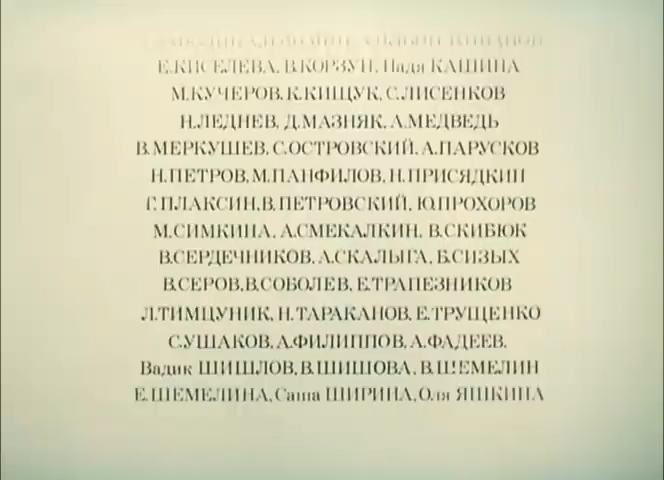 Е.КИСЕЛЕВА, В.КОРЗУН, Надя КАШИНА
М.КУЧЕРОВ, К.КИЩУК, С.ЛИСЕНКОВ
Н.ЛЕДНЕВ, Д.МАЗНЯК, А.МЕДВЕДЬ
В.МЕРКУШЕВ, С.ОСТРОВСКИЙ, А.ПАРУСКОВ
Н.ПЕТРОВ, М.ПАНФИЛОВ, Н.ПРИСЯДКИН
Г.ПЛАКСИН, В.ПЕТРОВСКИЙ, Ю.ПРОХОРОВ
М.СИМКИНА, А.СМЕКАЛКИН, В.СКИБЮК
В.СЕРДЕЧНИКОВ, А.СКАЛЫГА, Б.СИЗЫХ
В.СЕРОВ, В.СОБОЛЕВ, Е.ТРАПЕЗНИКОВ
Л.ТИМЦУНИК, Н.ТАРАКАНОВ, Е.ТРУЩЕНКО
С.УШАКОВ, А.ФИЛИППОВ, А.ФАДЕЕВ,
Вадик ШИШЛОВ, В.ШИШОВА, В.ШЕМЕЛИН
Е.ШЕМЕЛИНА, Саша ШИРИНА, Оля ЯШКИНА